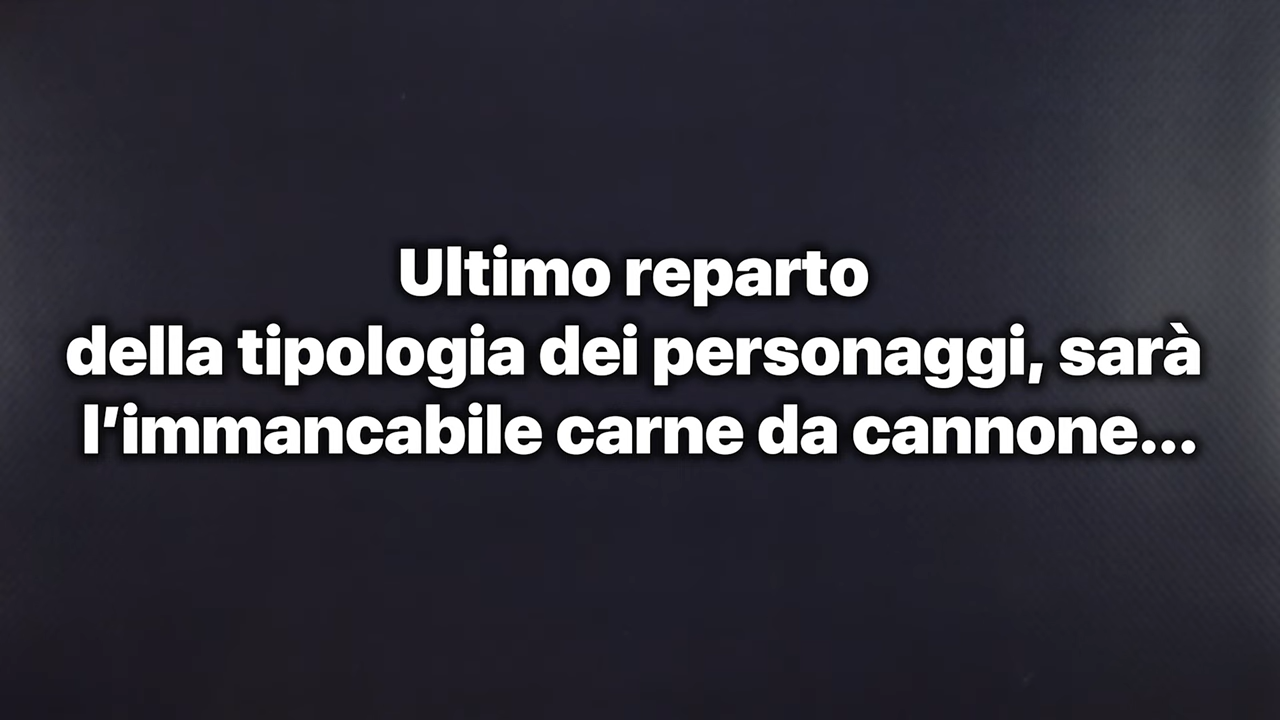 Ultimo reparto
della tipologia dei personaggi, sarà
l’immancabile carne da cannone...